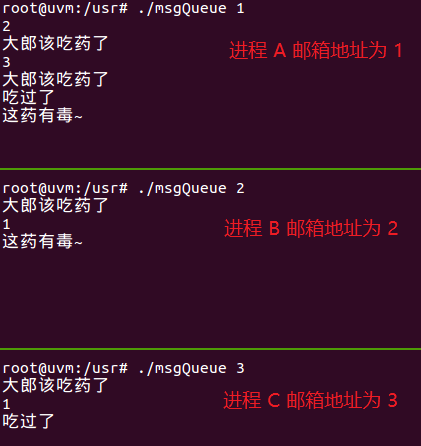 root@uvm:/usr# ./msgQueue 1
2
大郎该吃药了
进程 A 邮箱地址为 1
3
大郎该吃药了
吃过了
这药有毒~
root@uvm:/usr# ./msgQueue 2
大郎该吃药了
1
进程 B 邮箱地址为 2
这药有毒~
root@uvm:/usr# ./msgQueue 3
大郎该吃药了
1
进程 C 邮箱地址为 3
吃过了